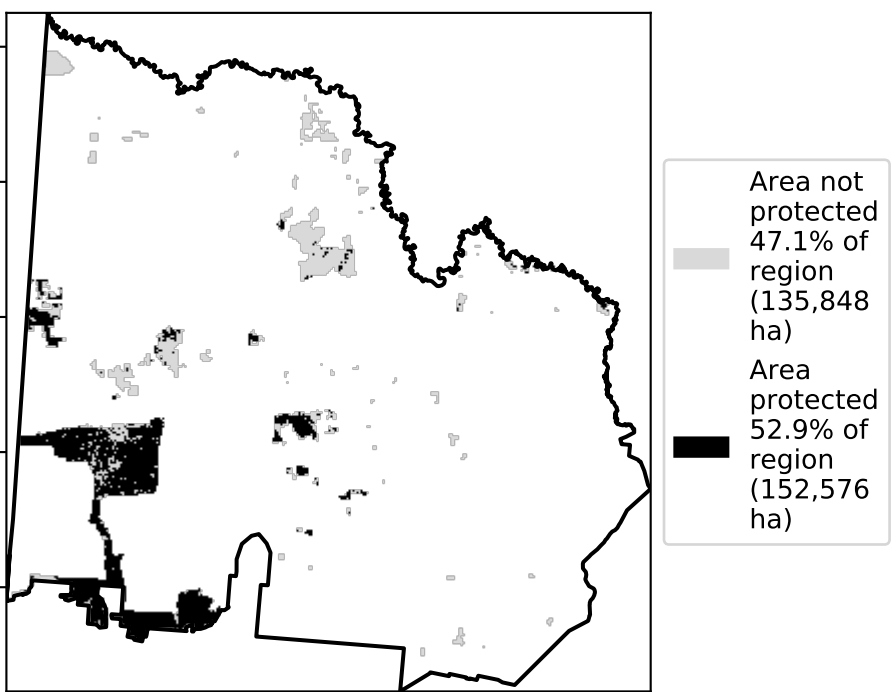 Area not
protected
47.1% of
region
(135,848
ha)
Area
protected
52.9% of
region
(152,576
ha)